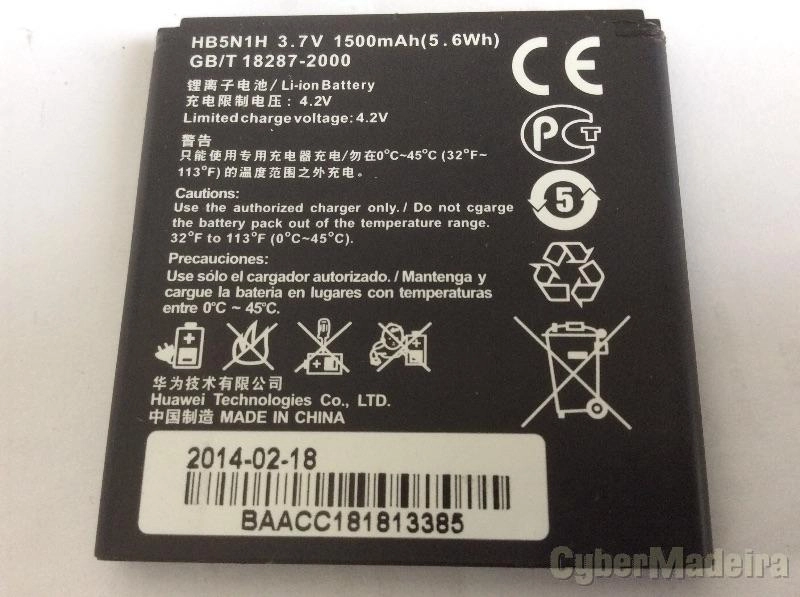 HB5N1H 3.7V 1500mAh(5.6Wh)
GB/T 18287-2000
锂离子电池/Li-ion Battery
充电限制电压：4.2V
Limited charge voltage: 4.2V
警告
只能使用专用充电器充电/勿在0°C~45°C (32°F~
113°F) 的温度范围之外充电。
Cautions:
Use the authorized charger only. / Do not cgarge
the battery pack out of the temperature range.
32°F to 113°F (0°C~45°C).
Precauciones:
Use sólo el cargador autorizado. / Mantenga y
cargue la batería en lugares con temperaturas
entre 0°C ~ 45°C.
华为技术有限公司
Huawei Technologies Co., LTD.
中国制造 MADE IN CHINA
CE
PCT
5
2014-02-18
BAACC181813385
CyberMadeira